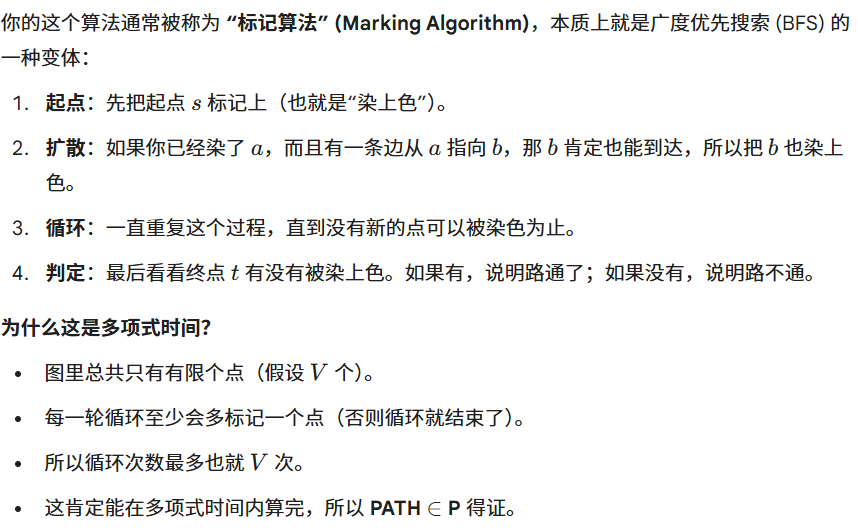 你的这个算法通常被称为 “标记算法” (Marking Algorithm)，本质上就是广度优先搜索 (BFS) 的
一种变体：
1. 起点：先把起点 s 标记上（也就是“染上色”）。
2. 扩散：如果你已经染了 a，而且有一条边从 a 指向 b，那 b 肯定也能到达，所以把 b 也染上
色。
3. 循环：一直重复这个过程，直到没有新的点可以被染色为止。
4. 判定：最后看看终点 t 有没有被染上色。如果有，说明路通了；如果没有，说明路不通。
为什么这是多项式时间？
• 图里总共只有有限个点（假设 V 个）。
• 每一轮循环至少会多标记一个点（否则循环就结束了）。
• 所以循环次数最多也就 V 次。
• 这肯定能在多项式时间内算完，所以 PATH ∈ P 得证。